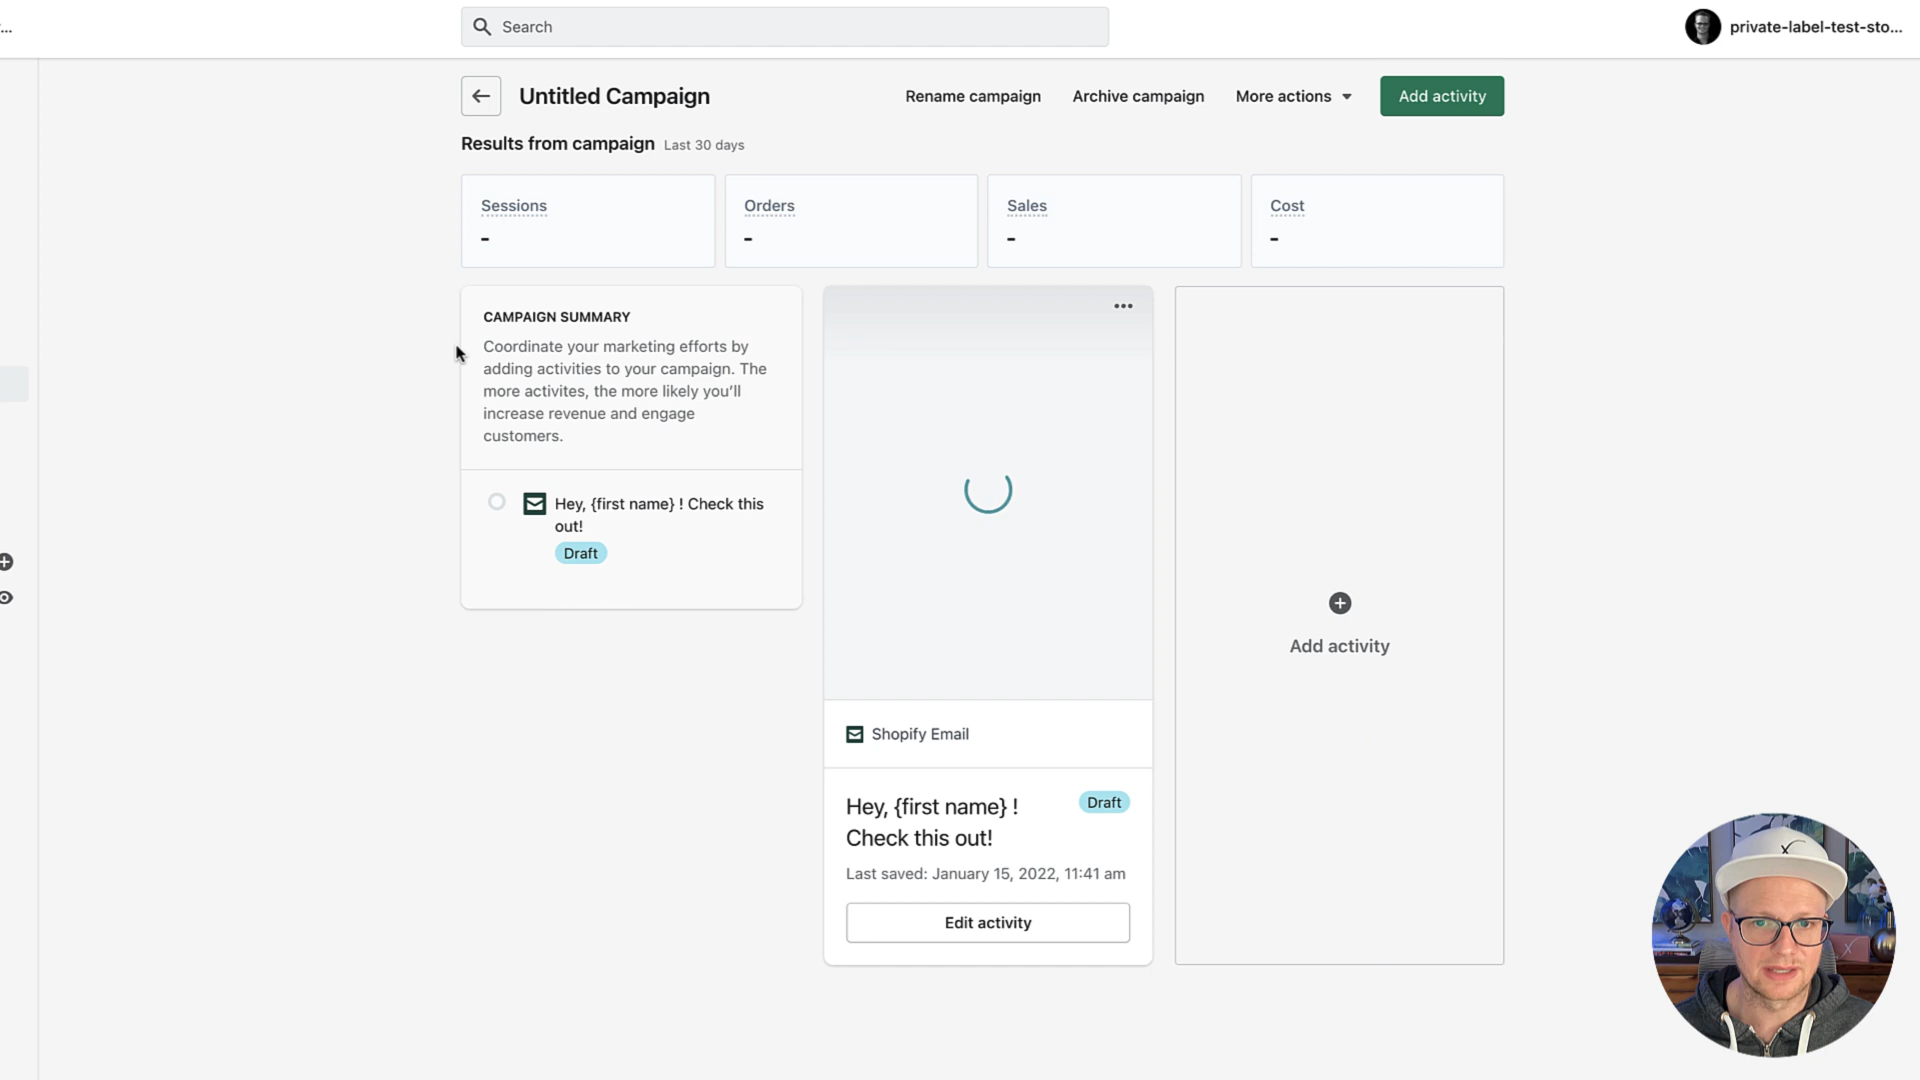 ...
Search
private-label-test-sto...
Untitled Campaign
Rename campaign
Archive campaign
More actions
Add activity
Results from campaign Last 30 days
Sessions
-
Orders
-
Sales
-
Cost
-
CAMPAIGN SUMMARY
Coordinate your marketing efforts by
adding activities to your campaign. The
more activites, the more likely you'll
increase revenue and engage
customers.
Hey, {first name} ! Check this
out!
Draft
Add activity
Shopify Email
Hey, {first name} !
Check this out!
Draft
Last saved: January 15, 2022, 11:41 am
Edit activity